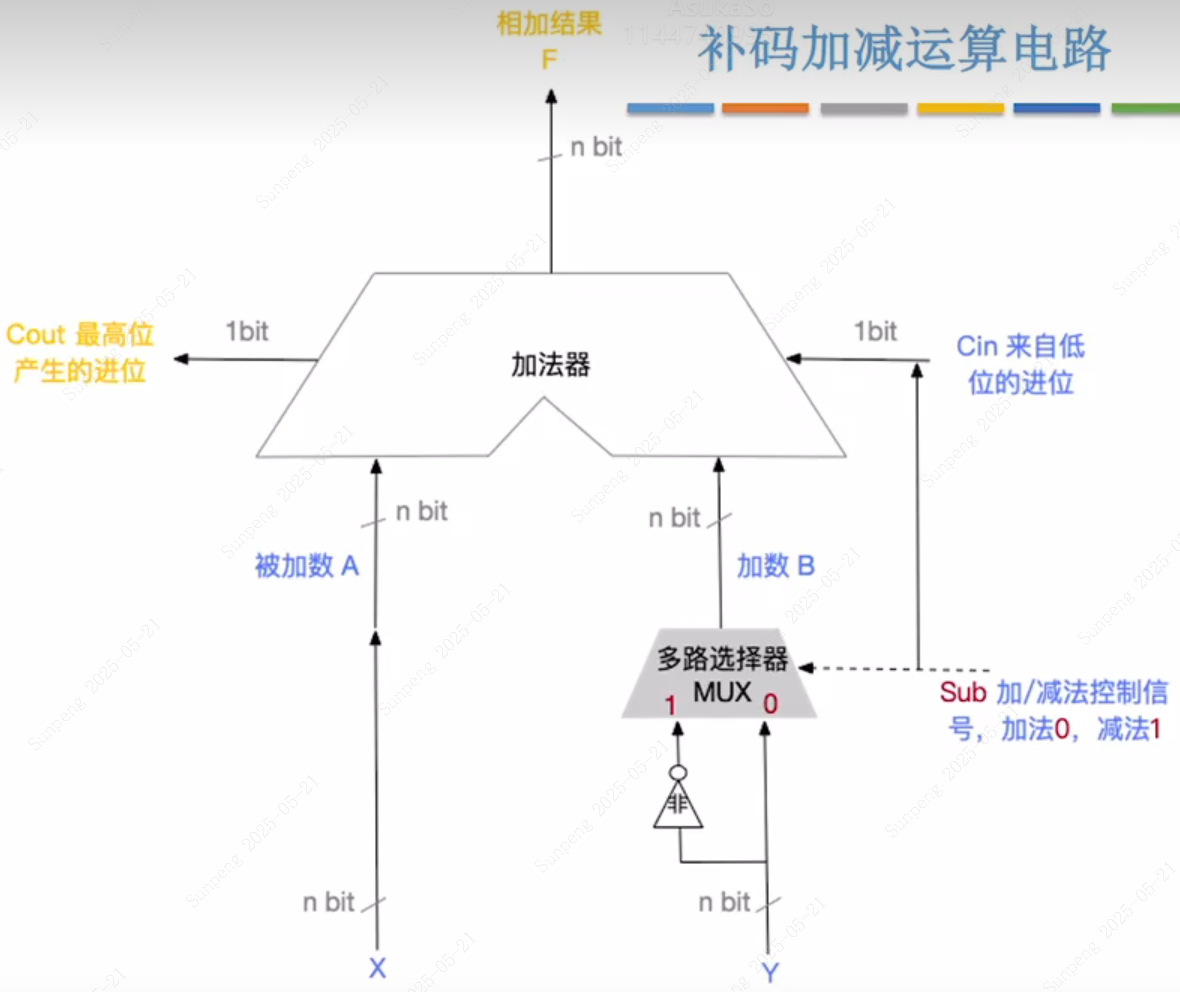 相加结果
F
补码加减运算电路
n bit
Cout 最高位
产生的进位
1bit
加法器
1bit
Cin 来自低
位的进位
n bit
被加数 A
n bit
加数 B
多路选择器
MUX
1
0
Sub 加/减法控制信
号，加法0，减法1
非
n bit
n bit
X
Y
Sunpeng 2025-05-21